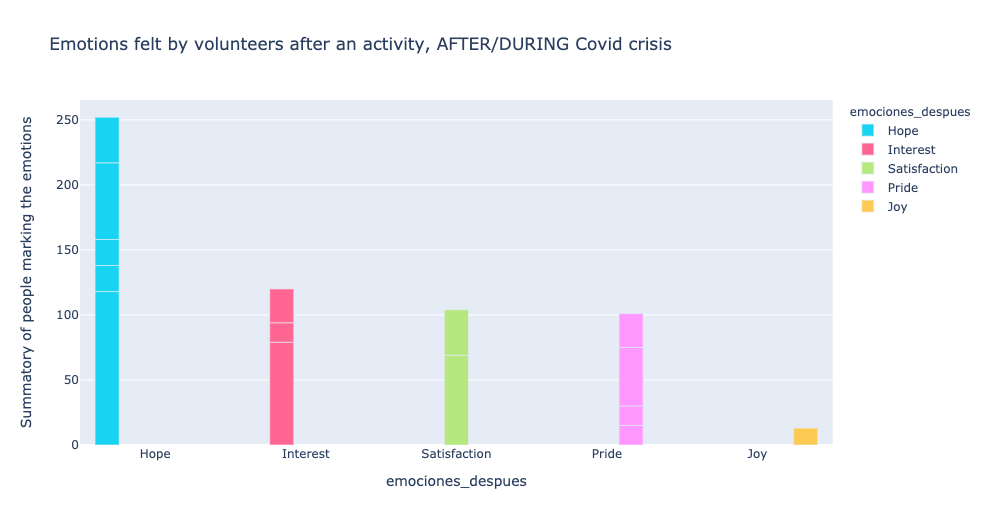 Emotions felt by volunteers after an activity, AFTER/DURING Covid crisis
Summatory of people marking the emotions
250
200
150
100
50
0
Hope
Interest
Satisfaction
Pride
Joy
emociones_despues
emociones_despues
Hope
Interest
Satisfaction
Pride
Joy